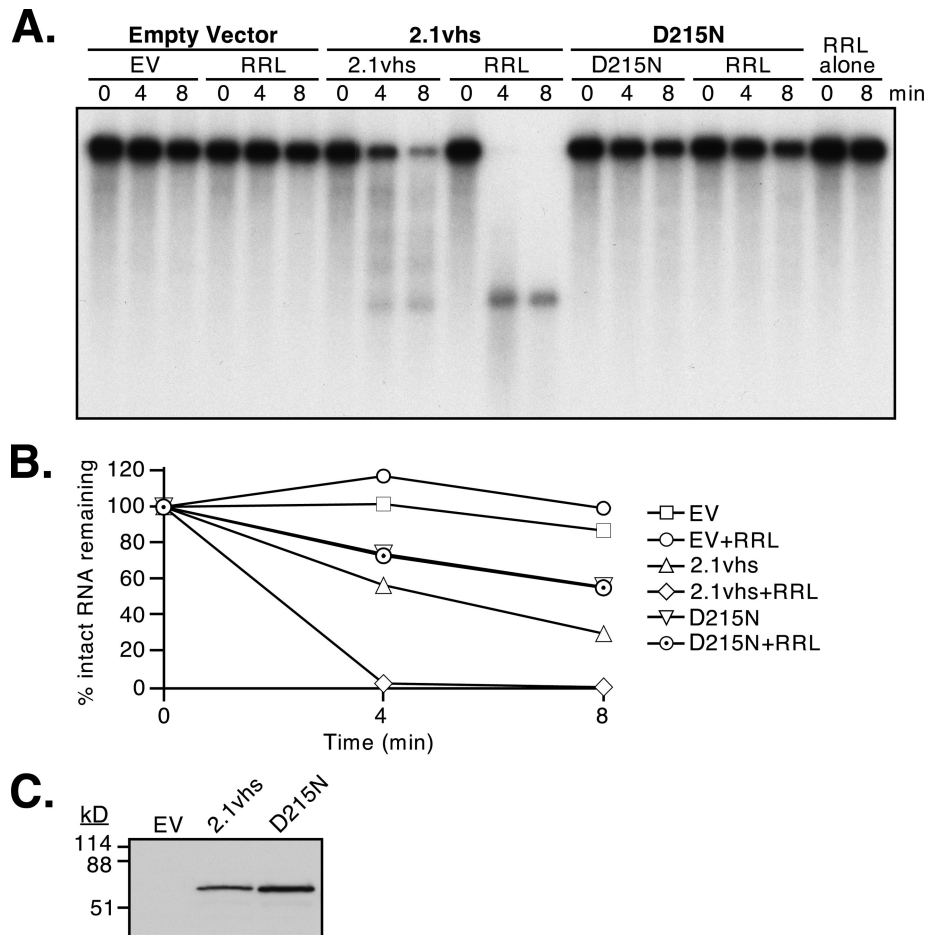 A.
Empty Vector 2.1vhs D215N RRL alone
EV RRL 2.1vhs RRL D215N RRL
0 4 8 0 4 8 0 4 8 0 4 8 0 4 8 0 4 8 0 8 min
B.
% intact RNA remaining
120
100
80
60
40
20
0
0 4 8
Time (min)
EV
EV+RRL
2.1vhs
2.1vhs+RRL
D215N
D215N+RRL
C.
kD EV 2.1vhs D215N
114
88
51